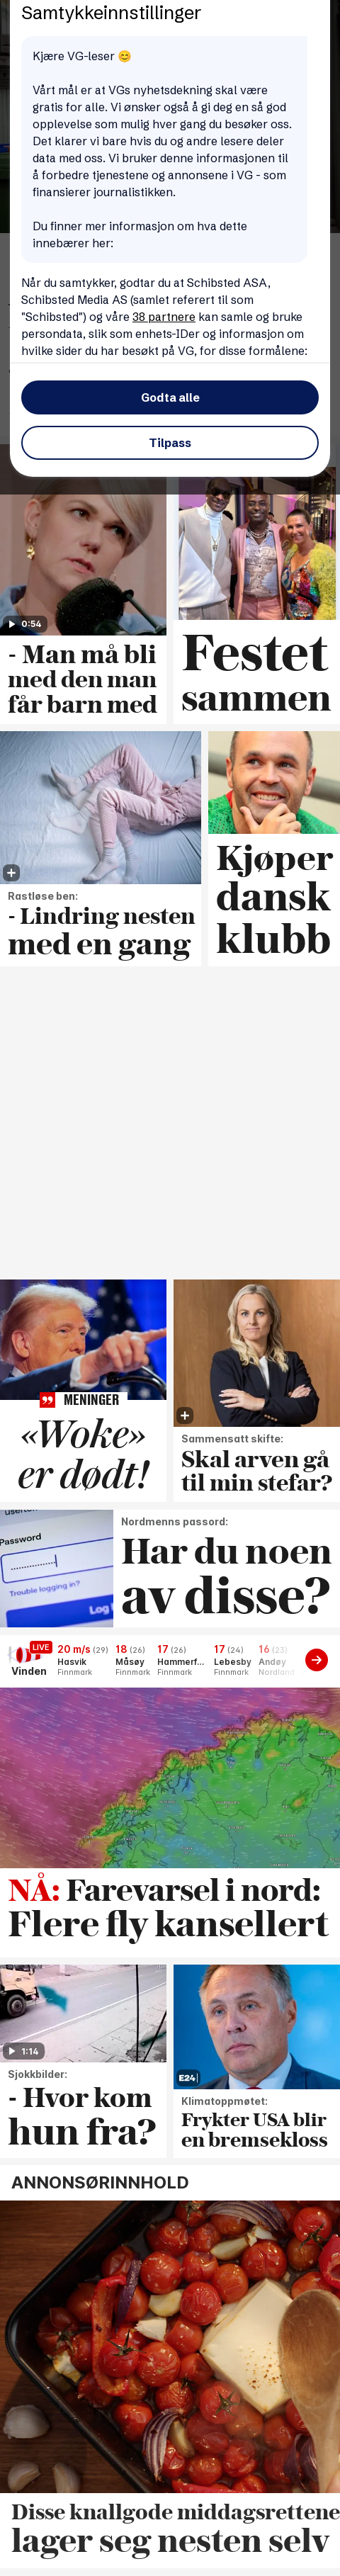 Samtykkeinnstillinger
Kjære VG-leser 😊
Vårt mål er at VGs nyhetsdekning skal være
gratis for alle. Vi ønsker også å gi deg en så god
opplevelse som mulig hver gang du besøker oss.
Det klarer vi bare hvis du og andre lesere deler
data med oss. Vi bruker denne informasjonen til
å forbedre tjenestene og annonsene i VG - som
finansierer journalistikken.
Du finner mer informasjon om hva dette
innebærer her:
Når du samtykker, godtar du at Schibsted ASA,
Schibsted Media AS (samlet referert til som
"Schibsted") og våre 38 partnere kan samle og bruke
persondata, slik som enhets-IDer og informasjon om
hvilke sider du har besøkt på VG, for disse formålene:
Godta alle
Tilpass
0:54
- Man må bli
med den man
får barn med
Festet
sammen
Rastløse ben:
- Lindring nesten
med en gang
Kjøper
dansk
klubb
MENINGER
«Woke»
er dødt!
Sammensatt skifte:
Skal arven gå
til min stefar?
Password
Trouble logging in?
Log
Nordmenns passord:
Har du noen
av disse?
LIVE
Vinden
20 m/s (29) 18 (26) 17 (26) 17 (24) 16 (23)
Hasvik Måsøy Hammerf... Lebesby Andøy
Finnmark Finnmark Finnmark Finnmark Nordland
NÅ: Farevarsel i nord:
Flere fly kansellert
1:14
Sjokkbilder:
- Hvor kom
hun fra?
E24
Klimatoppmøtet:
Frykter USA blir
en bremsekloss
ANNONSØRINNHOLD
Disse knallgode middagsrettene
lager seg nesten selv